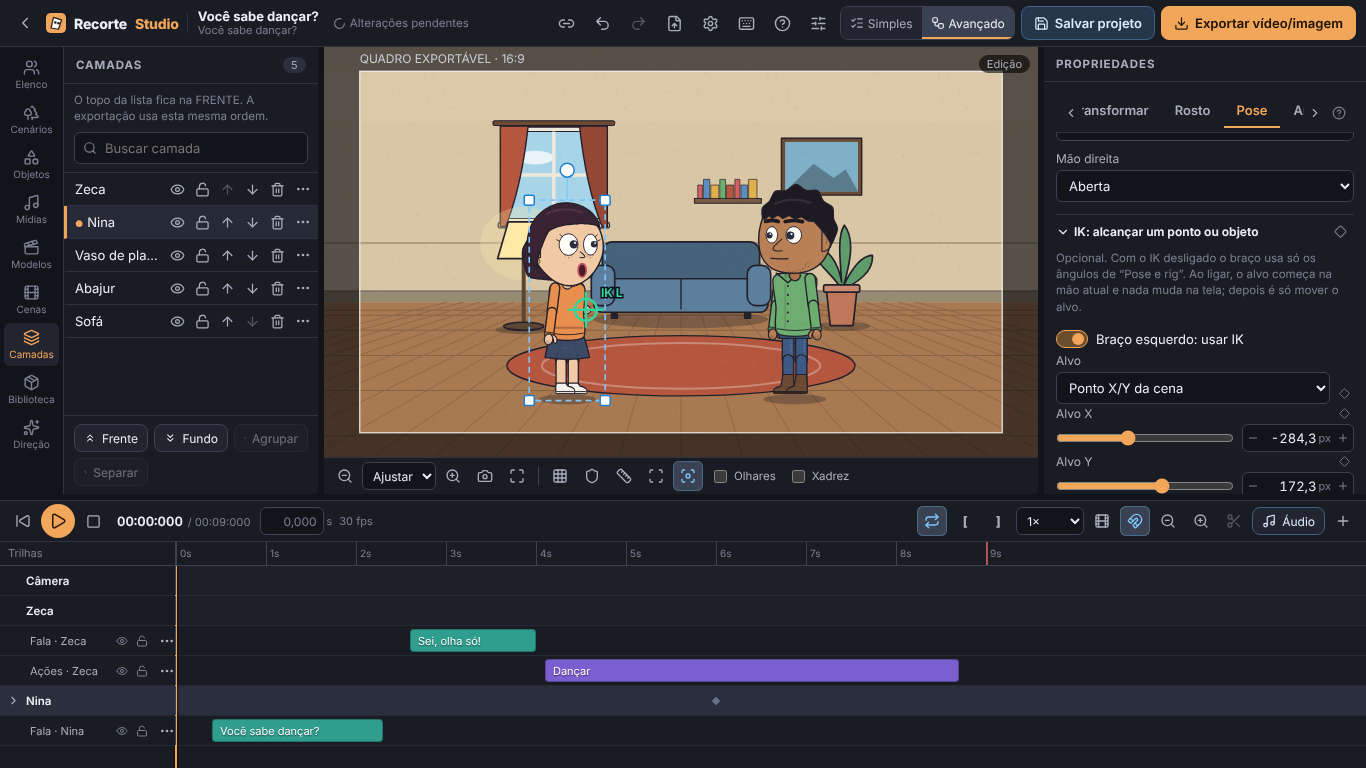 Recorte Studio
Você sabe dançar?
Você sabe dançar?
Alterações pendentes
Simples
Avançado
Salvar projeto
Exportar vídeo/imagem
Elenco
Cenários
Objetos
Mídias
Modelos
Cenas
Camadas
Biblioteca
Direção
CAMADAS
5
O topo da lista fica na FRENTE. A
exportação usa esta mesma ordem.
Buscar camada
Zeca
Nina
Vaso de pla...
Abajur
Sofá
Frente
Fundo
Agrupar
Separar
QUADRO EXPORTÁVEL · 16:9
Edição
IK L
Ajustar
Olhares
Xadrez
PROPRIEDADES
ansformar
Rosto
Pose
A
Mão direita
Aberta
IK: alcançar um ponto ou objeto
Opcional. Com o IK desligado o braço usa só os
ângulos de “Pose e rig”. Ao ligar, o alvo começa na
mão atual e nada muda na tela; depois é só mover o
alvo.
Braço esquerdo: usar IK
Alvo
Ponto X/Y da cena
Alvo X
-284,3 px
Alvo Y
172,3 px
00:00:000 / 00:09:000
0,000 s
30 fps
[ ]
1×
Áudio
Trilhas
0s 1s 2s 3s 4s 5s 6s 7s 8s 9s
Câmera
Zeca
Fala · Zeca
Sei, olha só!
Ações · Zeca
Dançar
Nina
Fala · Nina
Você sabe dançar?